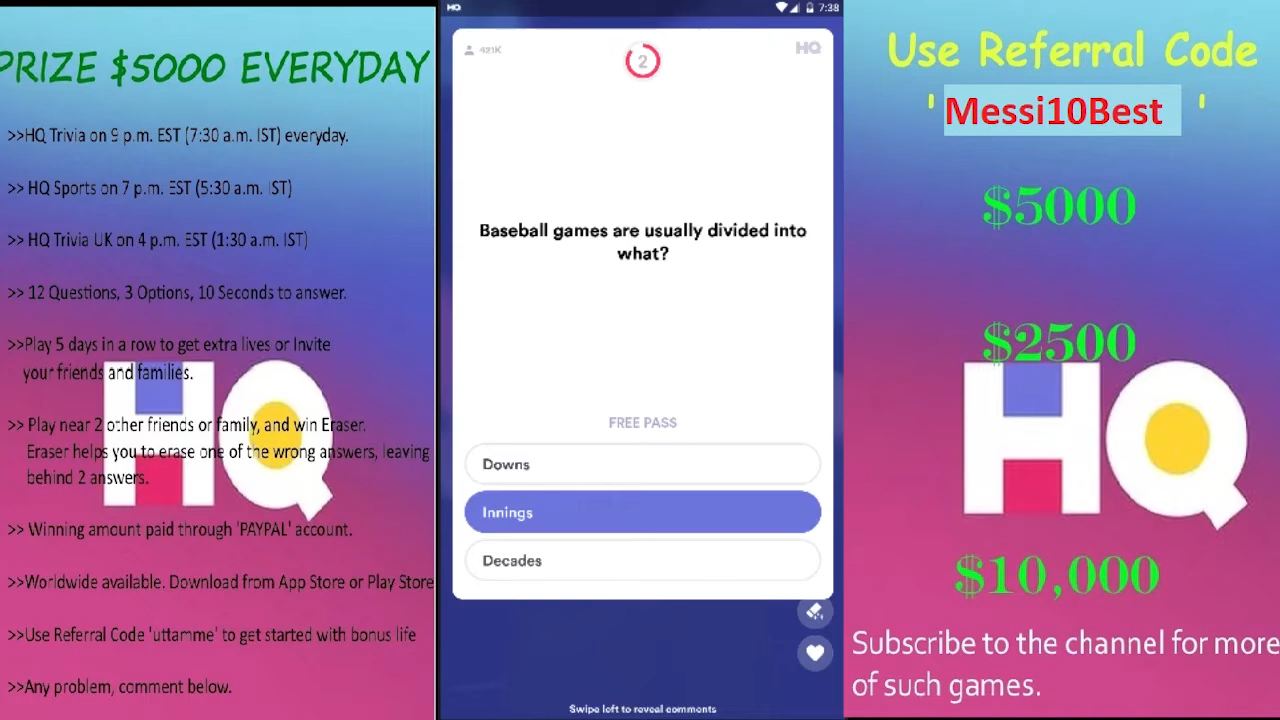 PRIZE $5000 EVERYDAY
>>HQ Trivia on 9 p.m. EST (7:30 a.m. IST) everyday.
>> HQ Sports on 7 p.m. EST (5:30 a.m. IST)
>> HQ Trivia UK on 4 p.m. EST (1:30 a.m. IST)
>> 12 Questions, 3 Options, 10 Seconds to answer.
>>Play 5 days in a row to get extra lives or Invite
your friends and families.
>> Play near 2 other friends or family, and win Eraser.
Eraser helps you to erase one of the wrong answers, leaving
behind 2 answers.
>> Winning amount paid through 'PAYPAL' account.
>>Worldwide available. Download from App Store or Play Store
>>Use Referral Code 'uttamme' to get started with bonus life
>>Any problem, comment below.
HQ
HQ
7:38
421K
2
HQ
Baseball games are usually divided into
what?
FREE PASS
Downs
Innings
Decades
Swipe left to reveal comments
Use Referral Code
' Messi10Best '
$5000
$2500
HQ
$10,000
Subscribe to the channel for more
of such games.